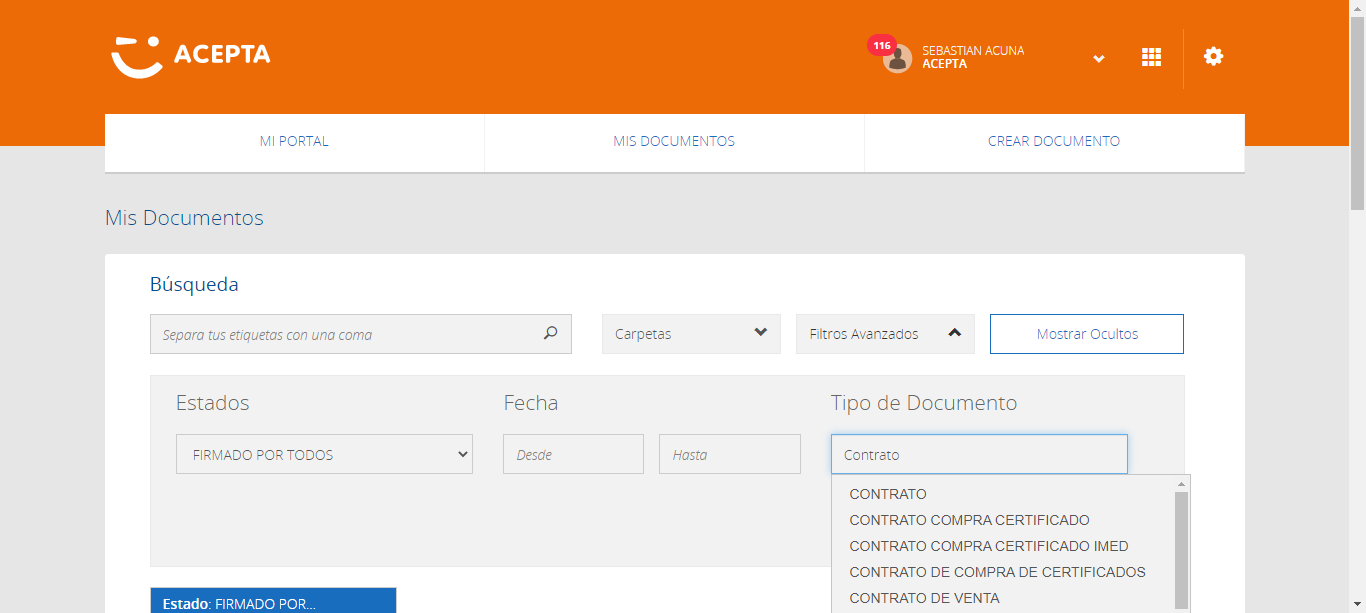 ACEPTA
116
SEBASTIAN ACUNA
ACEPTA
MI PORTAL
MIS DOCUMENTOS
CREAR DOCUMENTO
Mis Documentos
Búsqueda
Separa tus etiquetas con una coma
Carpetas
Filtros Avanzados
Mostrar Ocultos
Estados
Fecha
Tipo de Documento
FIRMADO POR TODOS
Desde
Hasta
Contrato
CONTRATO
CONTRATO COMPRA CERTIFICADO
CONTRATO COMPRA CERTIFICADO IMED
CONTRATO DE COMPRA DE CERTIFICADOS
CONTRATO DE VENTA
Estado: FIRMADO POR...